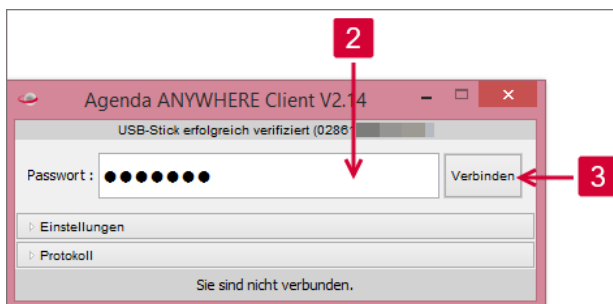 2
Agenda ANYWHERE Client V2.14
USB-Stick erfolgreich verifiziert (02861
Passwort : ●●●●●●●
Verbinden
3
Einstellungen
Protokoll
Sie sind nicht verbunden.